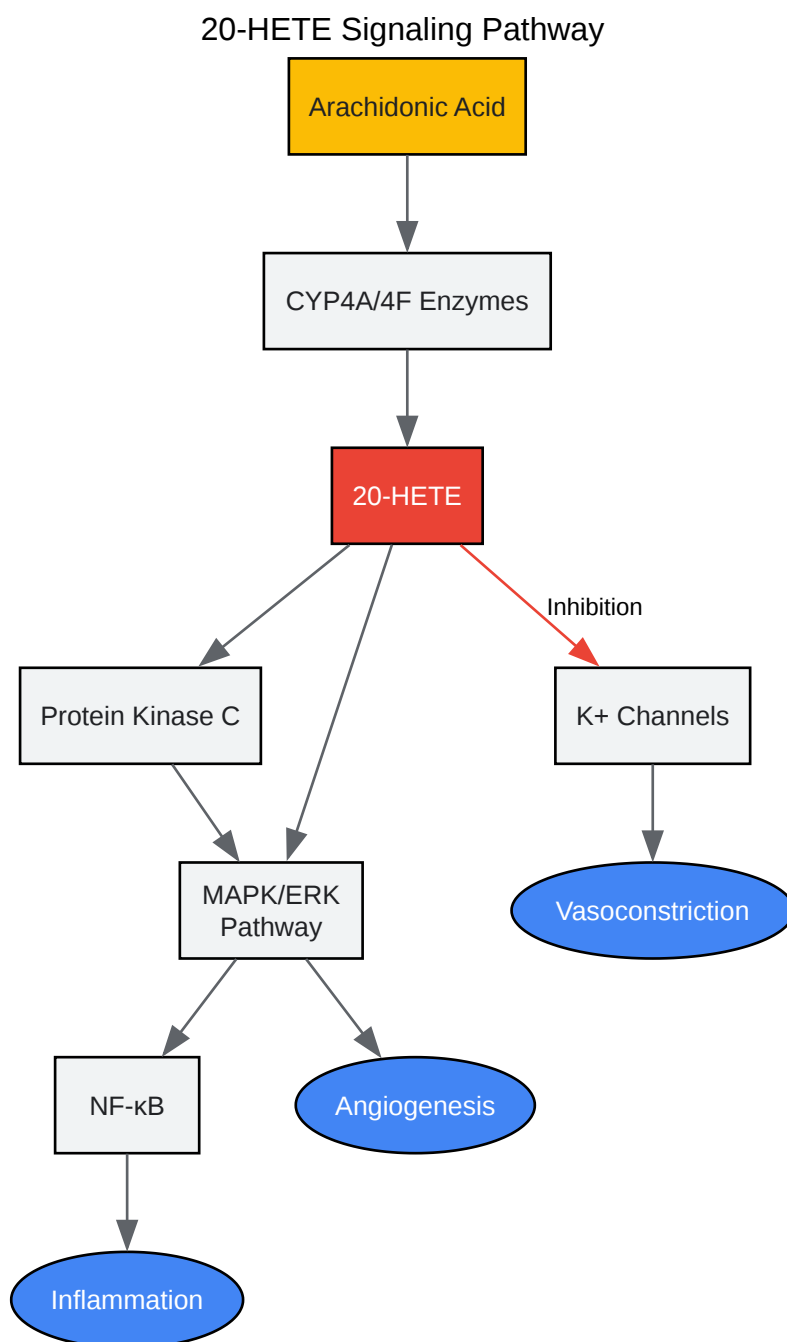 20-HETE Signaling Pathway
Arachidonic Acid
CYP4A/4F Enzymes
20-HETE
Inhibition
Protein Kinase C
K+ Channels
MAPK/ERK
Pathway
Vasoconstriction
NF-κB
Angiogenesis
Inflammation